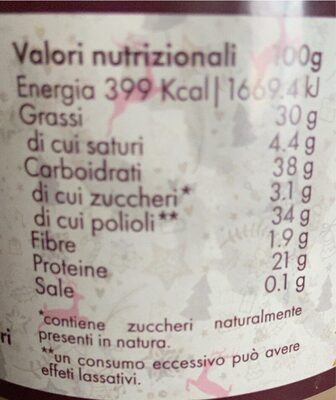 Valori nutrizionali 100g
Energia 399 Kcal | 1669.4 kJ
Grassi 30 g
di cui saturi 4.4 g
Carboidrati 38 g
di cui zuccheri* 3.1 g
di cui polioli** 34 g
Fibre 1.9 g
Proteine 21 g
Sale 0.1 g
*contiene zuccheri naturalmente
ri presenti in natura.
**un consumo eccessivo può avere
effeti lassativi.